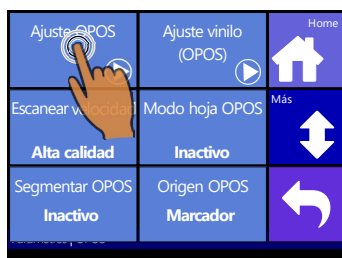 Ajuste OPOS
Ajuste vinilo
(OPOS)
Home
Escanear velocidad
Alta calidad
Modo hoja OPOS
Inactivo
Más
Segmentar OPOS
Inactivo
Origen OPOS
Marcador